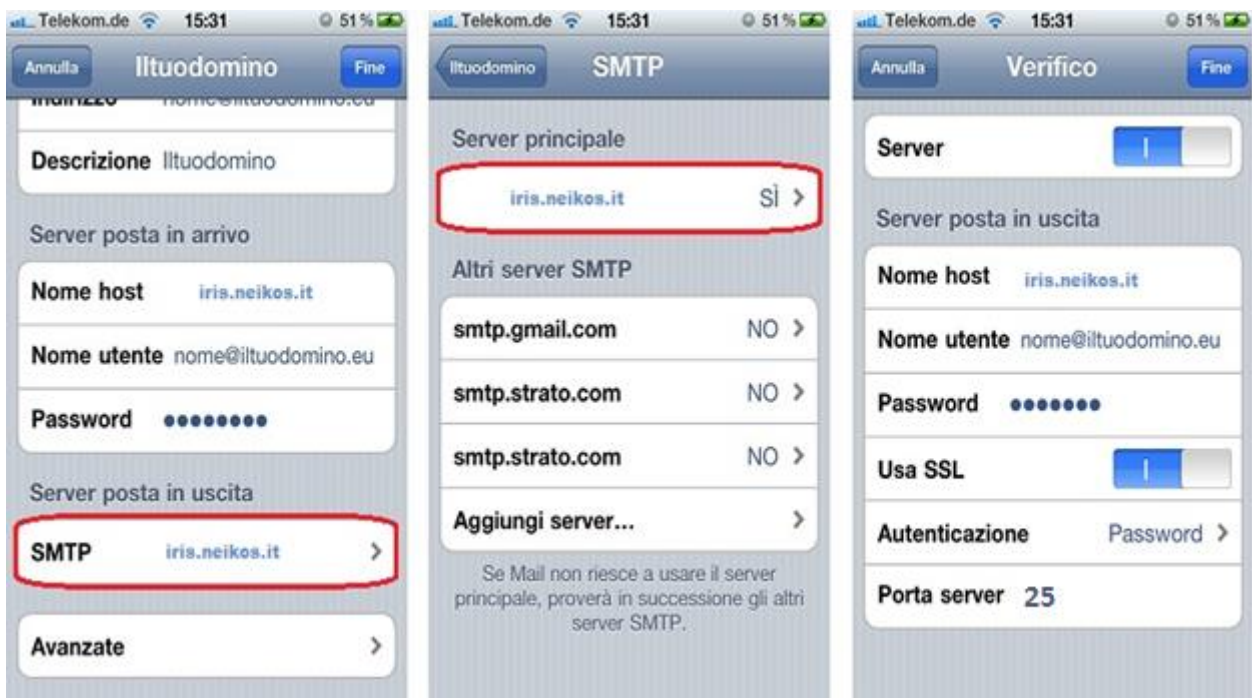 Telekom.de 15:31 51%
Annulla Iltuodomino Fine
Indirizzo nome@iltuodomino.eu
Descrizione Iltuodomino
Server posta in arrivo
Nome host iris.neikos.it
Nome utente nome@iltuodomino.eu
Password ••••••••
Server posta in uscita
SMTP iris.neikos.it
Avanzate
Telekom.de 15:31 51%
Iltuodomino SMTP
Server principale
iris.neikos.it SÌ
Altri server SMTP
smtp.gmail.com NO
smtp.strato.com NO
smtp.strato.com NO
Aggiungi server...
Se Mail non riesce a usare il server
principale, proverà in successione gli altri
server SMTP.
Telekom.de 15:31 51%
Annulla Verifico Fine
Server
Server posta in uscita
Nome host iris.neikos.it
Nome utente nome@iltuodomino.eu
Password •••••••
Usa SSL
Autenticazione Password
Porta server 25